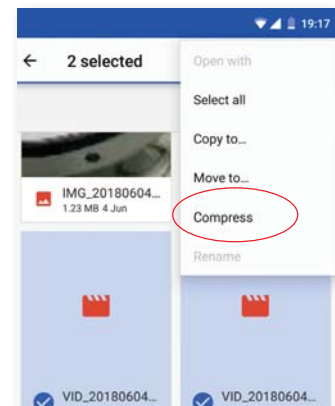 19:17
2 selected
Open with
Select all
Copy to...
Move to...
Compress
Rename
IMG_20180604...
1.23 MB 4 Jun
VID_20180604...
VID_20180604...